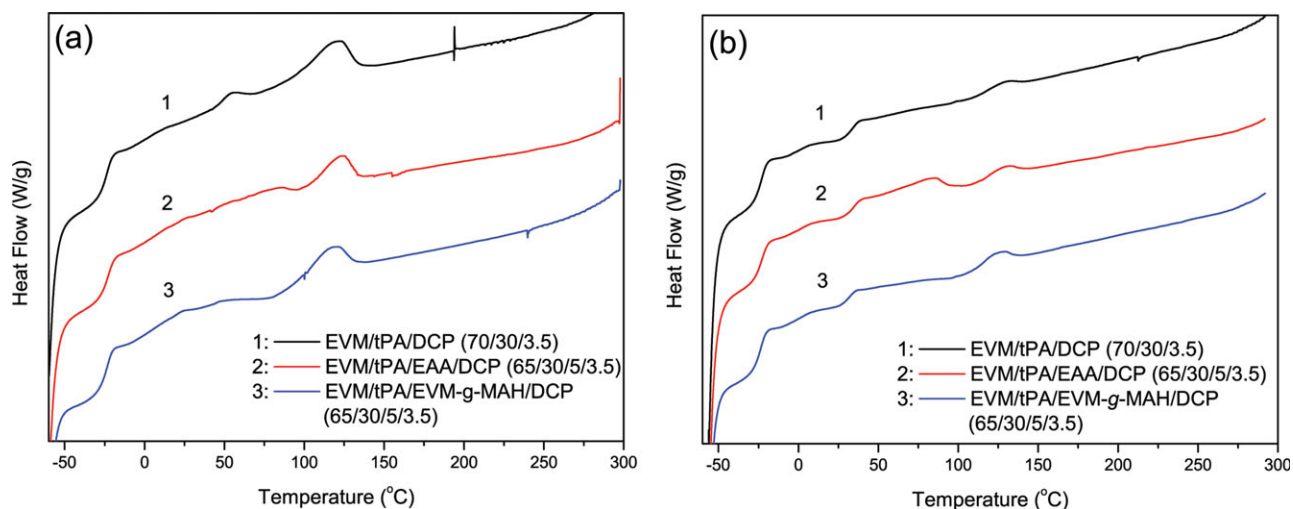 (a)
Heat Flow (W/g)
1
2
3
1: EVM/tPA/DCP (70/30/3.5)
2: EVM/tPA/EAA/DCP (65/30/5/3.5)
3: EVM/tPA/EVM-g-MAH/DCP
(65/30/5/3.5)
-50 0 50 100 150 200 250 300
Temperature (°C)
(b)
Heat Flow (W/g)
1
2
3
1: EVM/tPA/DCP (70/30/3.5)
2: EVM/tPA/EAA/DCP (65/30/5/3.5)
3: EVM/tPA/EVM-g-MAH/DCP
(65/30/5/3.5)
-50 0 50 100 150 200 250 300
Temperature (°C)